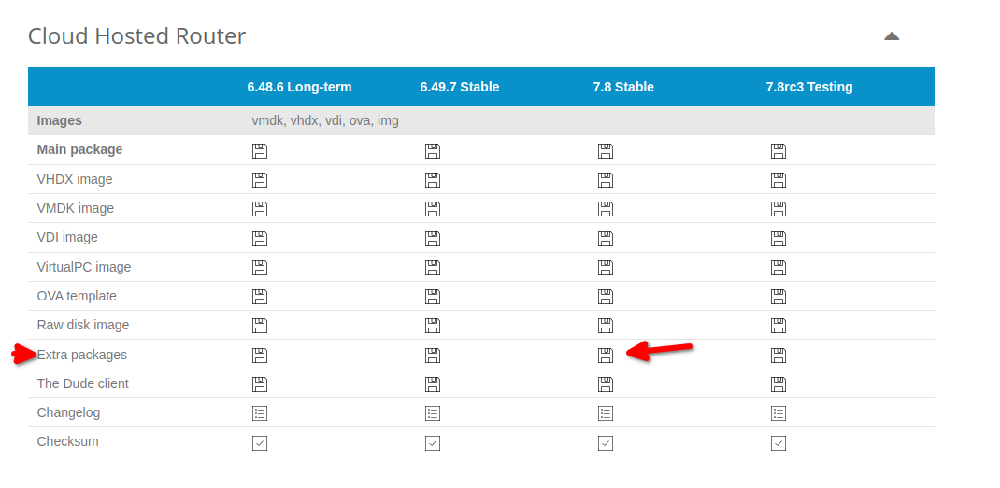 Cloud Hosted Router
6.48.6 Long-term 6.49.7 Stable 7.8 Stable 7.8rc3 Testing
Images vmdk, vhdx, vdi, ova, img
Main package
VHDX image
VMDK image
VDI image
VirtualPC image
OVA template
Raw disk image
Extra packages
The Dude client
Changelog
Checksum